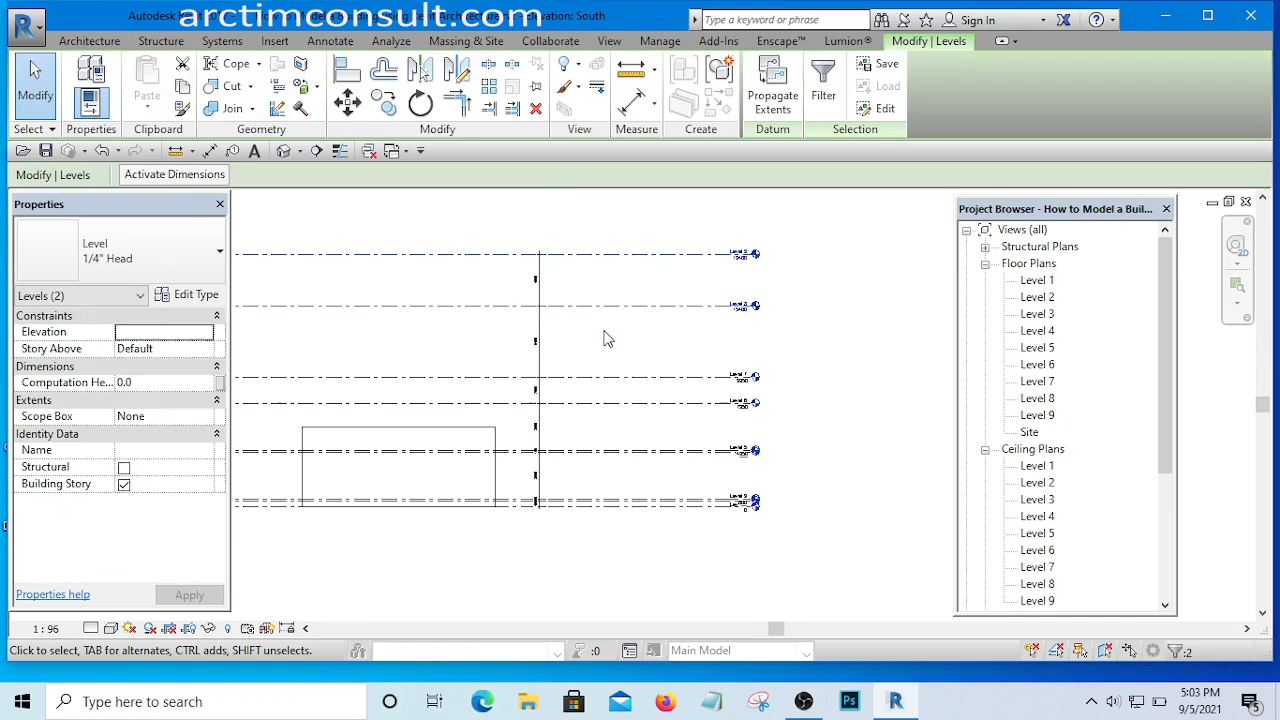 arctimconsult.com
Elevation: South
Type a keyword or phrase
Sign In
Architecture Structure Systems Insert Annotate Analyze Massing & Site Collaborate View Manage Add-Ins Enscape™ Lumion® Modify | Levels
Modify
Paste
Cope
Cut
Join
Propagate
Extents
Filter
Save
Load
Edit
Select Properties Clipboard Geometry Modify View Measure Create Datum Selection
Modify | Levels Activate Dimensions
Properties
Level
1/4" Head
Levels (2)
Edit Type
Constraints
Elevation
Story Above Default
Dimensions
Computation He... 0.0
Extents
Scope Box None
Identity Data
Name
Structural
Building Story
Properties help Apply
Project Browser - How to Model a Buil...
Views (all)
Structural Plans
Floor Plans
Level 1
Level 2
Level 3
Level 4
Level 5
Level 6
Level 7
Level 8
Level 9
Site
Ceiling Plans
Level 1
Level 2
Level 3
Level 4
Level 5
Level 6
Level 7
Level 8
Level 9
1 : 96
Click to select, TAB for alternates, CTRL adds, SHIFT unselects.
:0
Main Model
:2
Type here to search
5:03 PM
9/5/2021
5